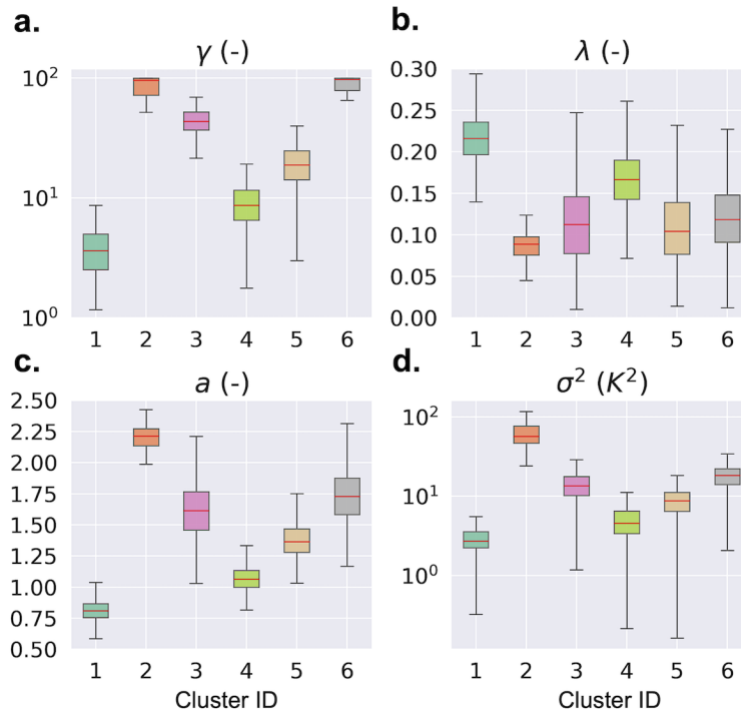 a.
γ (-)
10²
10¹
10⁰
1 2 3 4 5 6
b.
λ (-)
0.30
0.25
0.20
0.15
0.10
0.05
0.00
1 2 3 4 5 6
c.
a (-)
2.50
2.25
2.00
1.75
1.50
1.25
1.00
0.75
0.50
1 2 3 4 5 6
Cluster ID
d.
σ² (K²)
10²
10¹
10⁰
1 2 3 4 5 6
Cluster ID